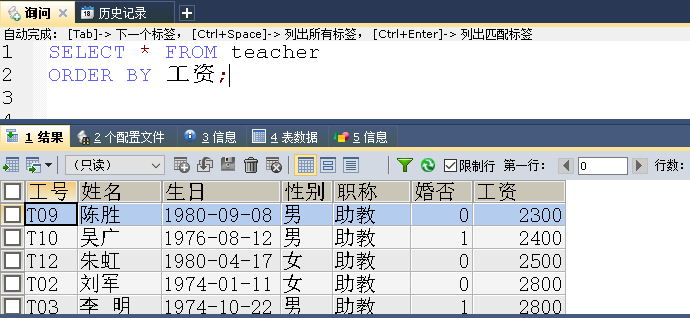 询问 历史记录
自动完成: [Tab]-> 下一个标签, [Ctrl+Space]-> 列出所有标签, [Ctrl+Enter]-> 列出匹配标签
1 SELECT * FROM teacher
2 ORDER BY 工资;
3
1 结果 2 个配置文件 3 信息 4 表数据 5 信息
(只读) 限制行 第一行: 0 行数:
工号 姓名 生日 性别 职称 婚否 工资
T09 陈胜 1980-09-08 男 助教 0 2300
T10 吴广 1976-08-12 男 助教 1 2400
T12 朱虹 1980-04-17 女 助教 0 2500
T02 刘军 1974-01-11 女 助教 0 2800
T03 李 明 1974-10-22 男 助教 1 2800